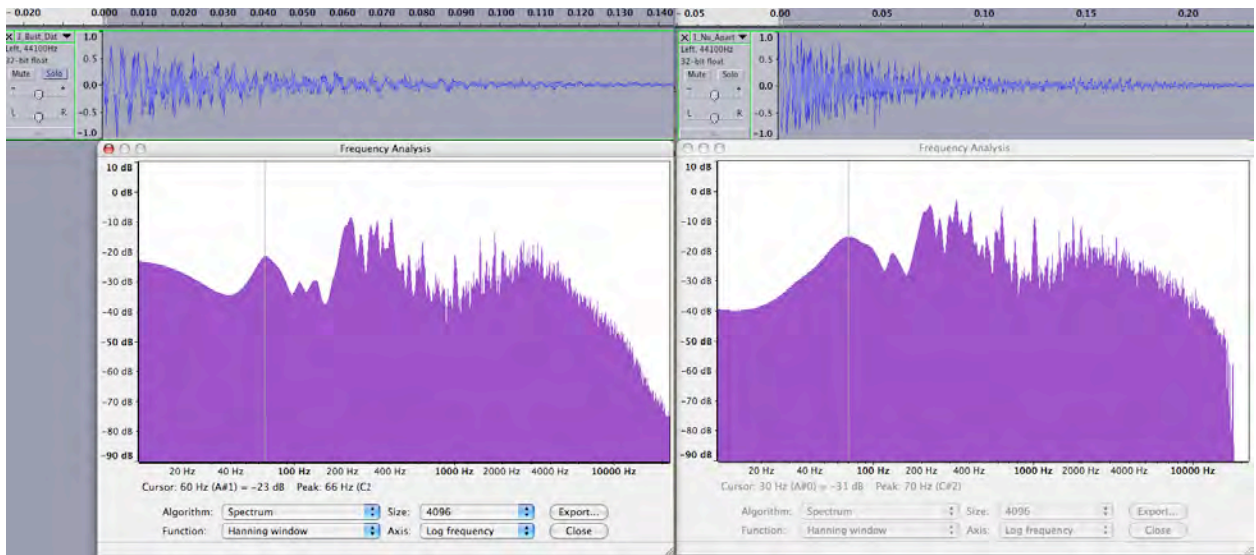 - 0.020 0.000 0.010 0.020 0.030 0.040 0.050 0.060 0.070 0.080 0.090 0.100 0.110 0.120 0.130 0.140
X 2_Bust_Dat ▼
Left, 44100Hz
32-bit float
Mute Solo
- +
L R
1.0
0.5
0.0
-0.5
-1.0
- 0.05 0.00 0.05 0.10 0.15 0.20
X 1_Nu_Apart ▼
Left, 44100Hz
32-bit float
Mute Solo
- +
L R
1.0
0.5
0.0
-0.5
-1.0
Frequency Analysis
10 dB
0 dB
-10 dB
-20 dB
-30 dB
-40 dB
-50 dB
-60 dB
-70 dB
-80 dB
-90 dB
20 Hz 40 Hz 100 Hz 200 Hz 400 Hz 1000 Hz 2000 Hz 4000 Hz 10000 Hz
Cursor: 60 Hz (A#1) = -23 dB Peak: 66 Hz (C2
Algorithm: Spectrum Size: 4096 Export...
Function: Hanning window Axis: Log frequency Close
Frequency Analysis
10 dB
0 dB
-10 dB
-20 dB
-30 dB
-40 dB
-50 dB
-60 dB
-70 dB
-80 dB
-90 dB
20 Hz 40 Hz 100 Hz 200 Hz 400 Hz 1000 Hz 2000 Hz 4000 Hz 10000 Hz
Cursor: 30 Hz (A#0) = -31 dB Peak: 70 Hz (C#2)
Algorithm: Spectrum Size: 4096 Export...
Function: Hanning window Axis: Log frequency Close